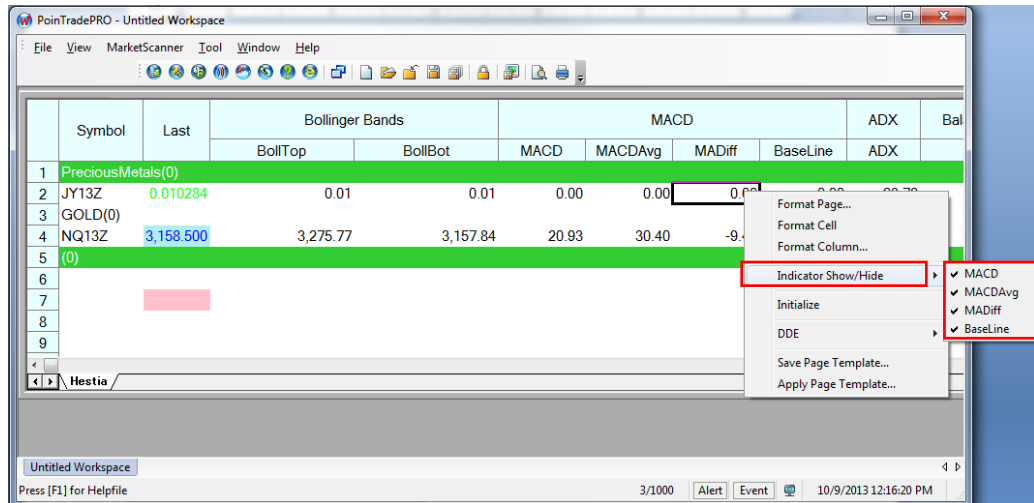 PoinTradePRO - Untitled Workspace
File View MarketScanner Tool Window Help
Symbol Last Bollinger Bands MACD ADX Bal
BollTop BollBot MACD MACDAvg MADiff BaseLine ADX
1 PreciousMetals(0)
2 JY13Z 0.010284 0.01 0.01 0.00 0.00
3 GOLD(0)
4 NQ13Z 3,158.500 3,275.77 3,157.84 20.93 30.40
5 (0)
6
7
8
9
Format Page...
Format Cell
Format Column...
Indicator Show/Hide
Initialize
DDE
Save Page Template...
Apply Page Template...
MACD
MACDAvg
MADiff
BaseLine
Hestia
Untitled Workspace
Press [F1] for Helpfile 3/1000 Alert Event 10/9/2013 12:16:20 PM